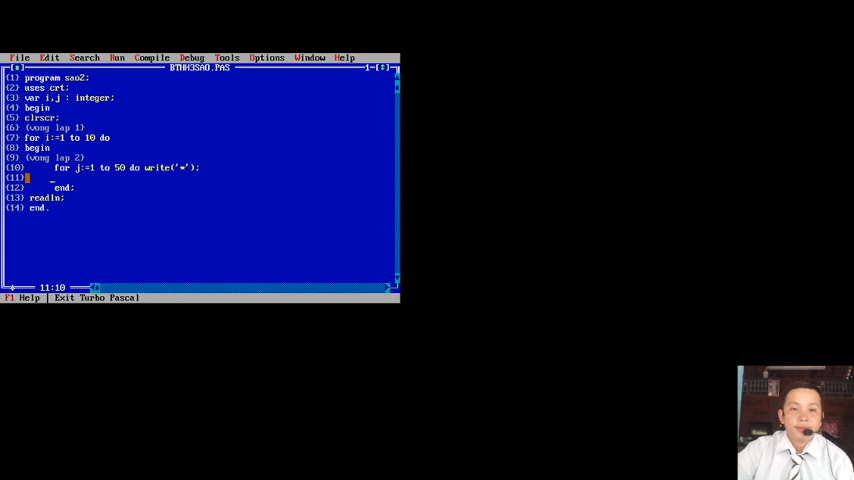 File Edit Search Run Compile Debug Tools Options Window Help
BTHH3SAO.PAS 1
{1} program sao2;
{2} uses crt;
{3} var i,j : integer;
{4} begin
{5} clrscr;
{6} {vong lap 1}
{7} for i:=1 to 10 do
{8} begin
{9} {vong lap 2}
{10} for j:=1 to 50 do write('*');
{11}
{12} end;
{13} readln;
{14} end.
11:10
F1 Help | Exit Turbo Pascal